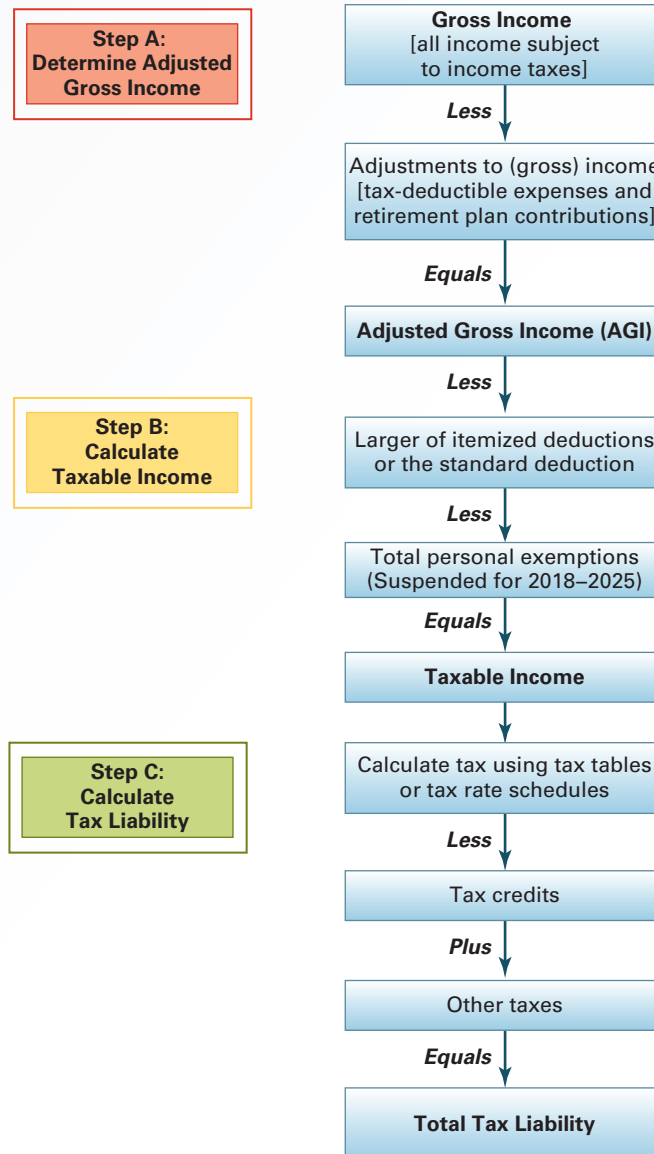 Step A:
Determine Adjusted
Gross Income
Gross Income
[all income subject
to income taxes]
Less
Adjustments to (gross) income
[tax-deductible expenses and
retirement plan contributions]
Equals
Adjusted Gross Income (AGI)
Less
Step B:
Calculate
Taxable Income
Larger of itemized deductions
or the standard deduction
Less
Total personal exemptions
(Suspended for 2018–2025)
Equals
Taxable Income
Step C:
Calculate
Tax Liability
Calculate tax using tax tables
or tax rate schedules
Less
Tax credits
Plus
Other taxes
Equals
Total Tax Liability